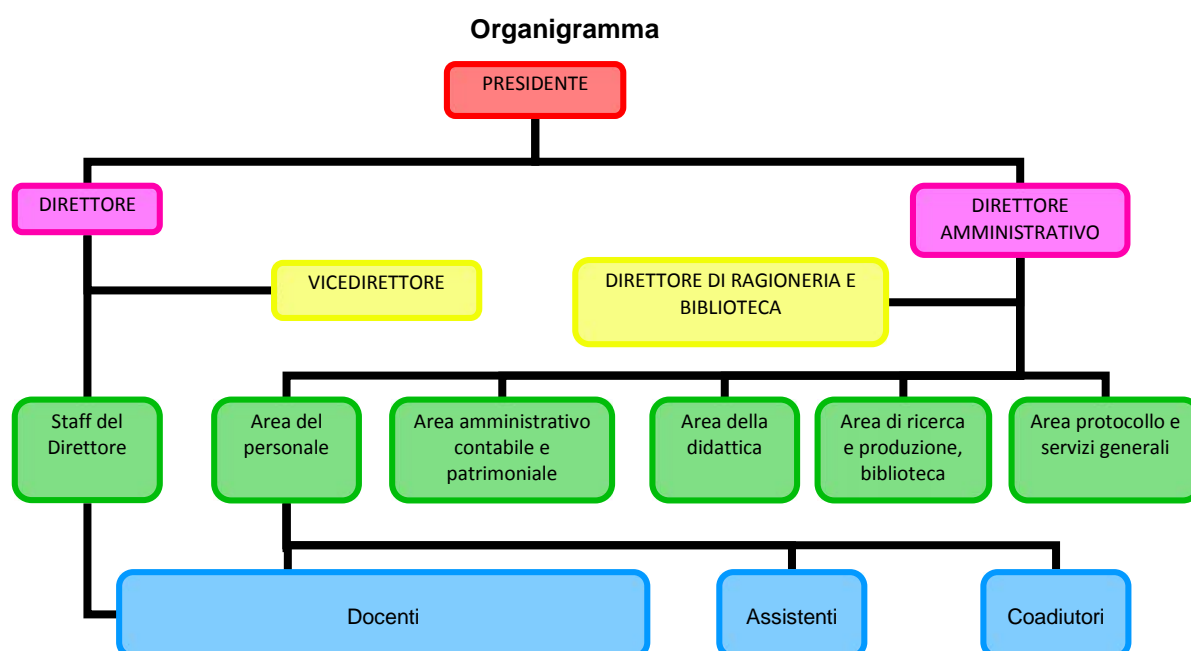 Organigramma
PRESIDENTE
DIRETTORE
DIRETTORE
AMMINISTRATIVO
VICEDIRETTORE
DIRETTORE DI RAGIONERIA E
BIBLIOTECA
Staff del
Direttore
Area del
personale
Area amministrativo
contabile e
patrimoniale
Area della
didattica
Area di ricerca
e produzione,
biblioteca
Area protocollo e
servizi generali
Docenti
Assistenti
Coadiutori